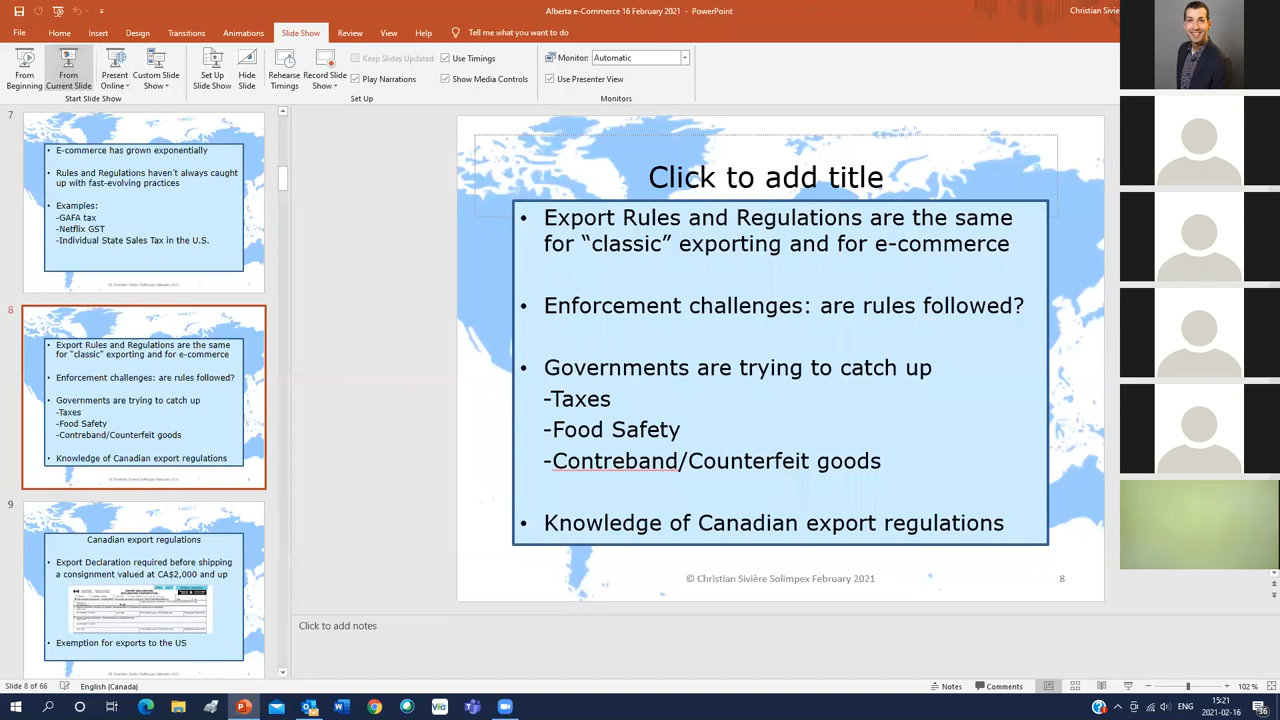 Alberta e-Commerce 16 February 2021 - PowerPoint
Christian Sivie
File Home Insert Design Transitions Animations Slide Show Review View Help Tell me what you want to do
From Beginning
From Current Slide
Present Online
Custom Slide Show
Start Slide Show
Set Up Slide Show
Hide Slide
Rehearse Timings
Record Slide Show
Keep Slides Updated
Use Timings
Play Narrations
Show Media Controls
Set Up
Monitor: Automatic
Use Presenter View
Monitors
7
• E-commerce has grown exponentially
• Rules and Regulations haven't always caught
up with fast-evolving practices
• Examples:
-GAFA tax
-Netflix GST
-Individual State Sales Tax in the U.S.
8
• Export Rules and Regulations are the same
for “classic” exporting and for e-commerce
• Enforcement challenges: are rules followed?
• Governments are trying to catch up
-Taxes
-Food Safety
-Contreband/Counterfeit goods
• Knowledge of Canadian export regulations
9
Canadian export regulations
• Export Declaration required before shipping
a consignment valued at CA$2,000 and up
• Exemption for exports to the US
Click to add title
• Export Rules and Regulations are the same
for “classic” exporting and for e-commerce
• Enforcement challenges: are rules followed?
• Governments are trying to catch up
-Taxes
-Food Safety
-Contreband/Counterfeit goods
• Knowledge of Canadian export regulations
© Christian Sivière Solimpex February 2021
8
Click to add notes
Slide 8 of 66 English (Canada)
Notes Comments 102 %
15:21
2021-02-16
36